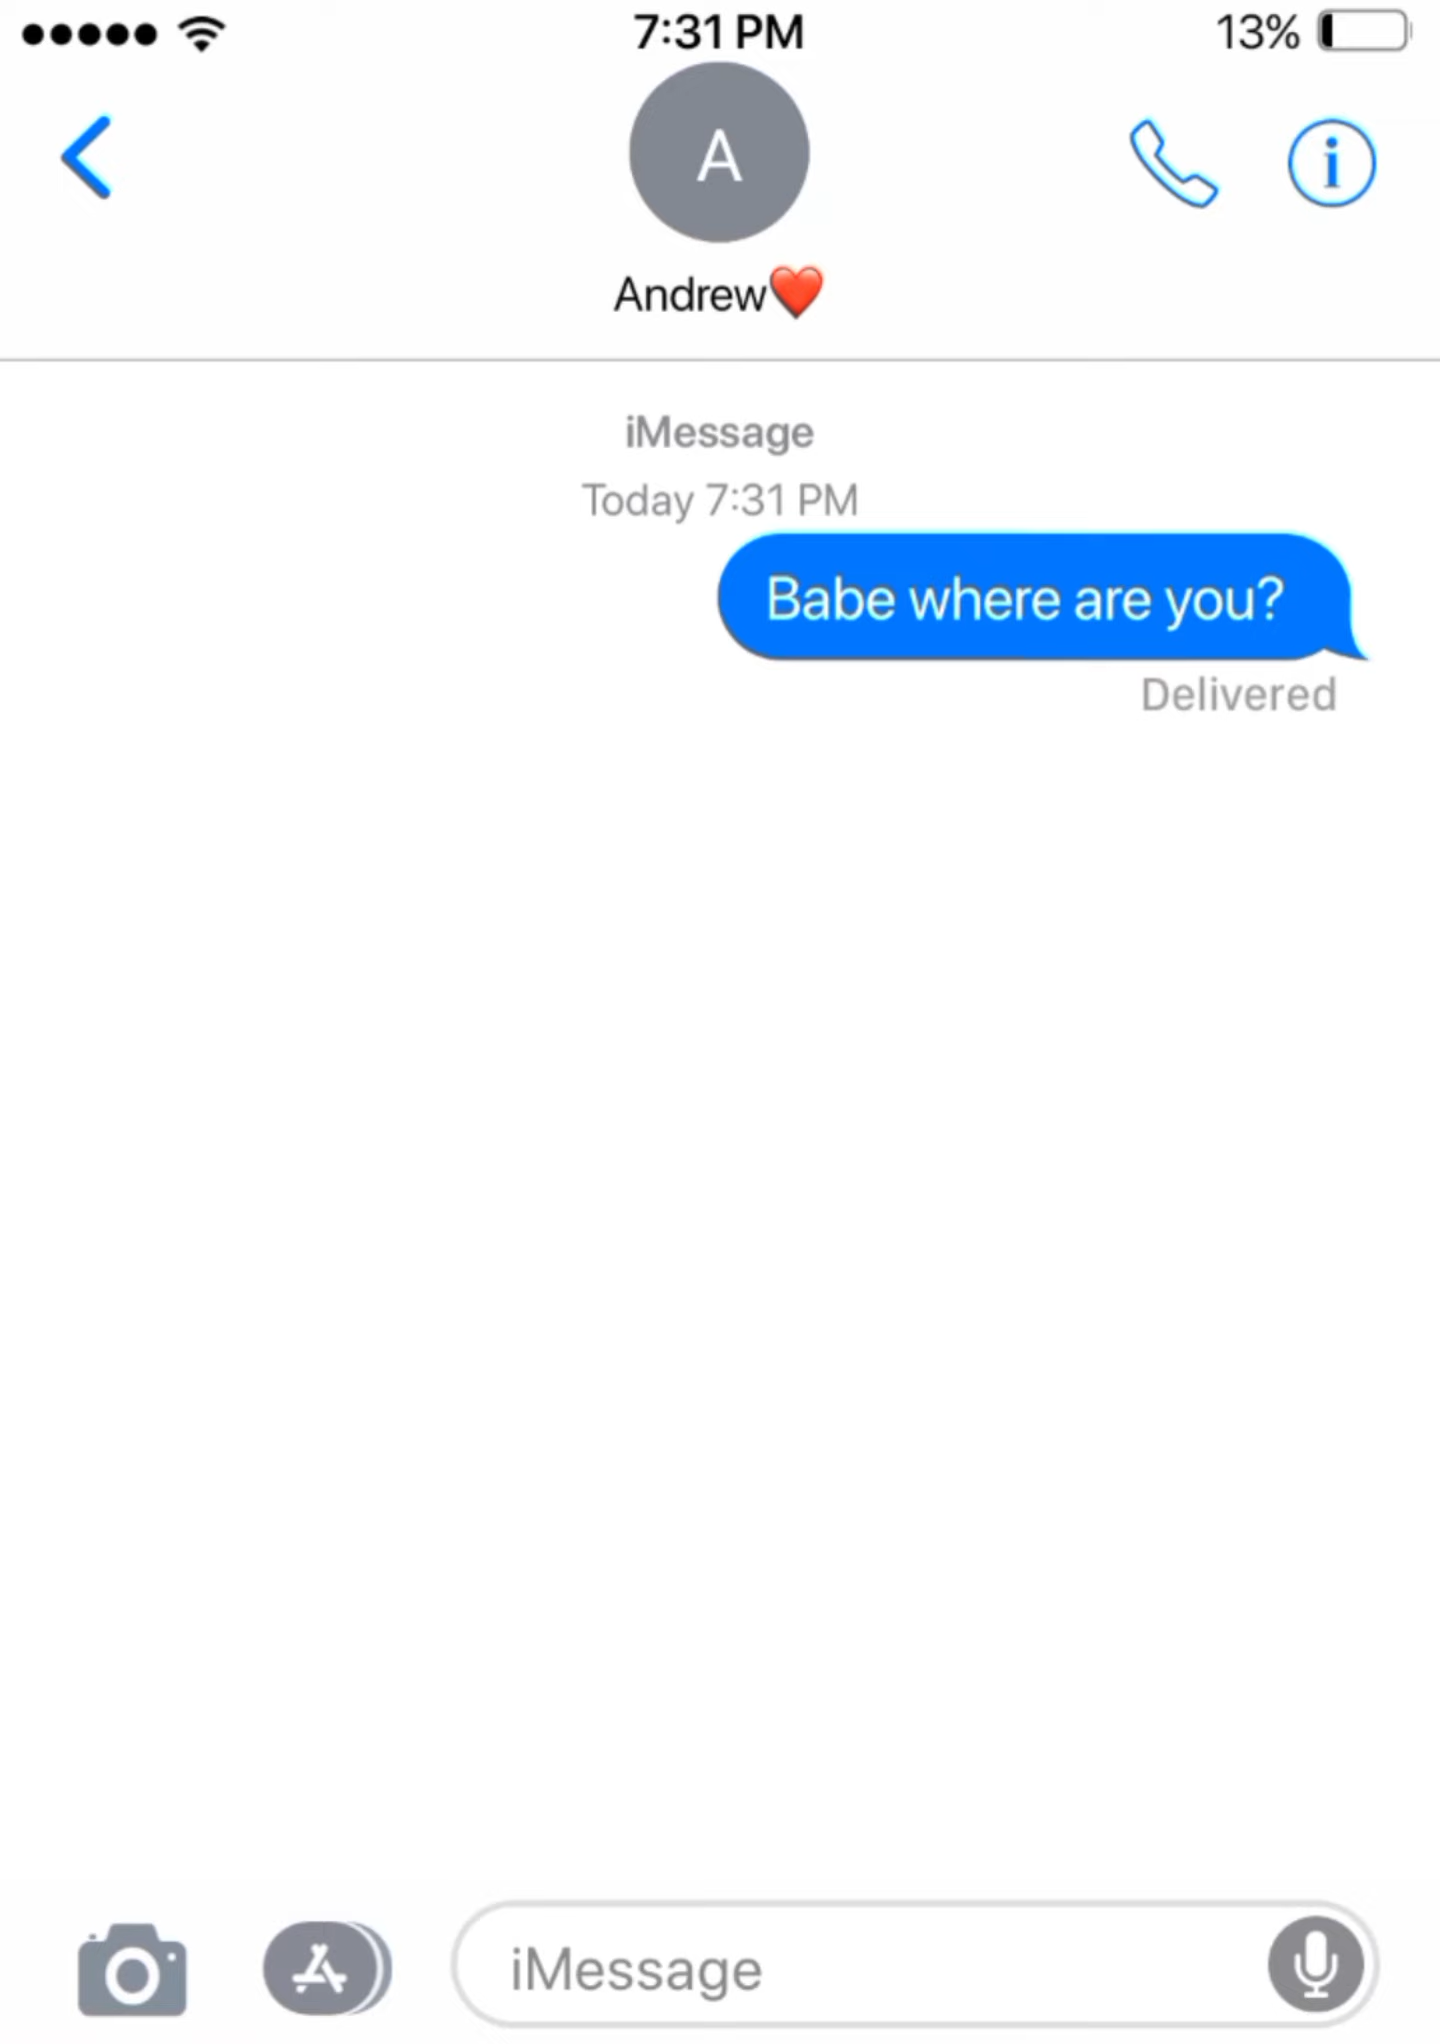 7:31 PM
13%
A
Andrew❤️
iMessage
Today 7:31 PM
Babe where are you?
Delivered
iMessage